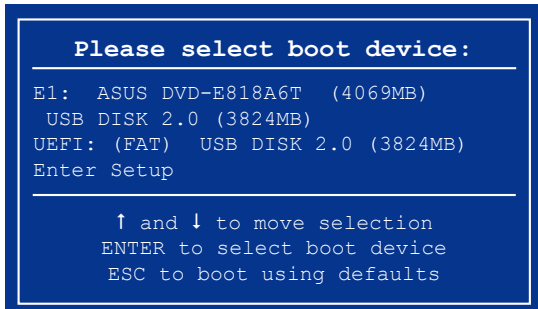 Please select boot device:
E1: ASUS DVD-E818A6T (4069MB)
USB DISK 2.0 (3824MB)
UEFI: (FAT) USB DISK 2.0 (3824MB)
Enter Setup
↑ and ↓ to move selection
ENTER to select boot device
ESC to boot using defaults